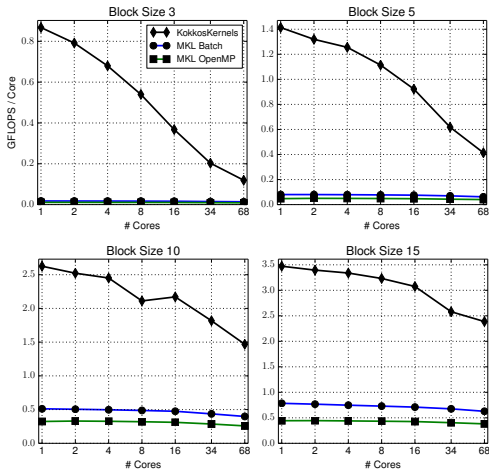 Block Size 3
KokkosKernels
MKL Batch
MKL OpenMP
GFLOPS / Core
0.8
0.6
0.4
0.2
0.0
1 2 4 8 16 34 68
# Cores
Block Size 5
1.4
1.2
1.0
0.8
0.6
0.4
0.2
0.0
1 2 4 8 16 34 68
# Cores
Block Size 10
2.5
2.0
1.5
1.0
0.5
0.0
1 2 4 8 16 34 68
# Cores
Block Size 15
3.5
3.0
2.5
2.0
1.5
1.0
0.5
0.0
1 2 4 8 16 34 68
# Cores